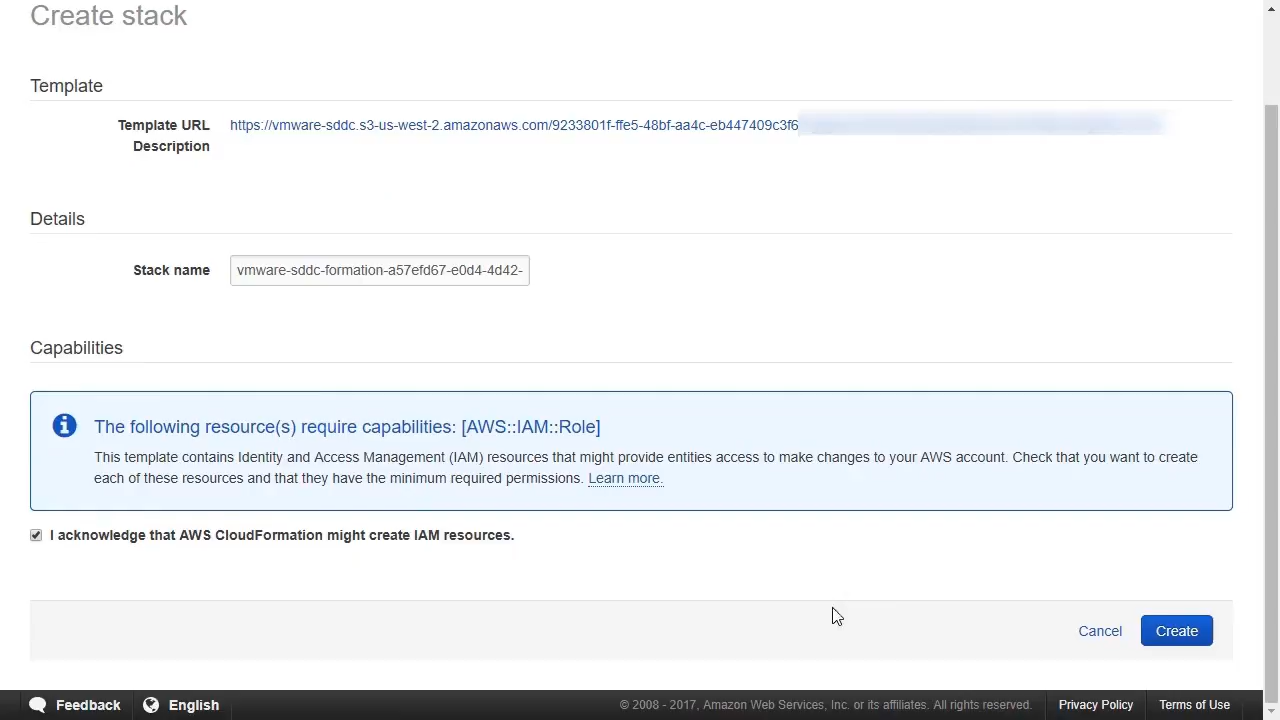 Create stack
Template
Template URL https://vmware-sddc.s3-us-west-2.amazonaws.com/9233801f-ffe5-48bf-aa4c-eb447409c3f6
Description
Details
Stack name vmware-sddc-formation-a57efd67-e0d4-4d42-
Capabilities
The following resource(s) require capabilities: [AWS::IAM::Role]
This template contains Identity and Access Management (IAM) resources that might provide entities access to make changes to your AWS account. Check that you want to create
each of these resources and that they have the minimum required permissions. Learn more.
I acknowledge that AWS CloudFormation might create IAM resources.
Cancel Create
Feedback English © 2008 - 2017, Amazon Web Services, Inc. or its affiliates. All rights reserved. Privacy Policy Terms of Use